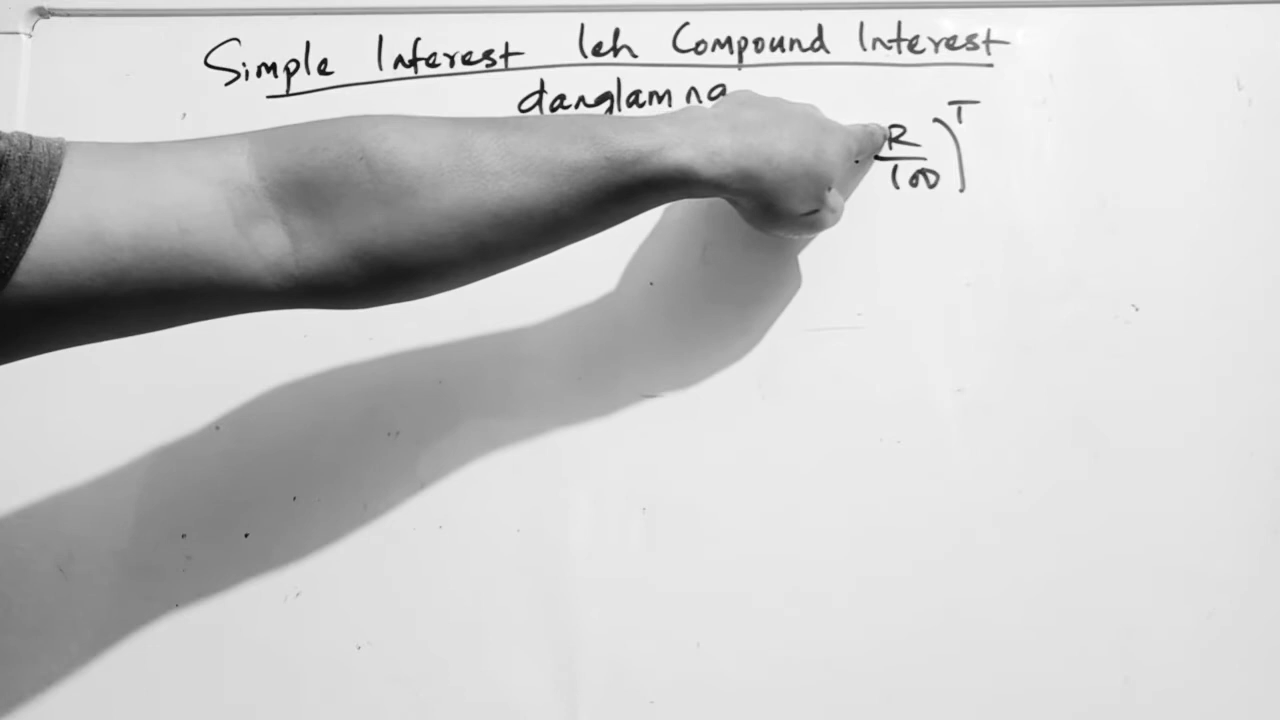 Simple Interest leh Compound Interest
danglamna
R/100)^T